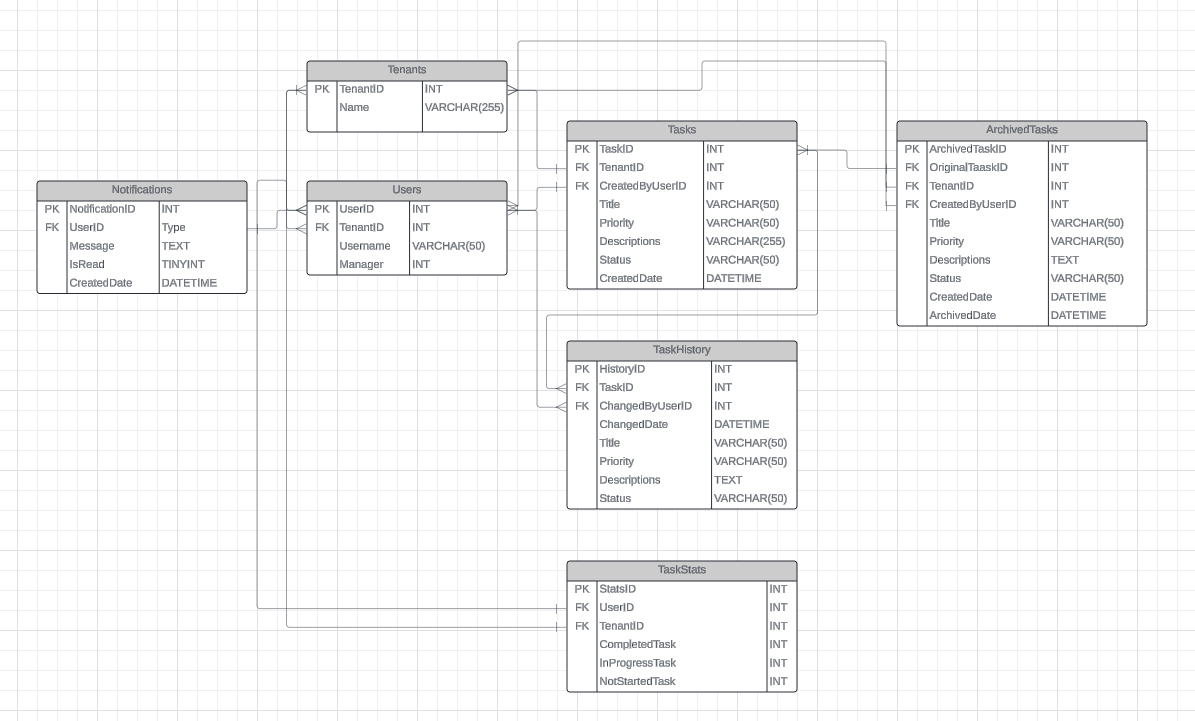 Tenants
PK TenantID INT
Name VARCHAR(255)
Notifications
PK NotificationID INT
FK UserID Type
Message TEXT
IsRead TINYINT
CreatedDate DATETIME
Users
PK UserID INT
FK TenantID INT
Username VARCHAR(50)
Manager INT
Tasks
PK TaskID INT
FK TenantID INT
FK CreatedByUserID INT
Title VARCHAR(50)
Priority VARCHAR(50)
Descriptions VARCHAR(255)
Status VARCHAR(50)
CreatedDate DATETIME
ArchivedTasks
PK ArchivedTaskID INT
FK OriginalTaaskID INT
FK TenantID INT
FK CreatedByUserID INT
Title VARCHAR(50)
Priority VARCHAR(50)
Descriptions TEXT
Status VARCHAR(50)
CreatedDate DATETIME
ArchivedDate DATETIME
TaskHistory
PK HistoryID INT
FK TaskID INT
FK ChangedByUserID INT
ChangedDate DATETIME
Title VARCHAR(50)
Priority VARCHAR(50)
Descriptions TEXT
Status VARCHAR(50)
TaskStats
PK StatsID INT
FK UserID INT
FK TenantID INT
CompletedTask INT
InProgressTask INT
NotStartedTask INT